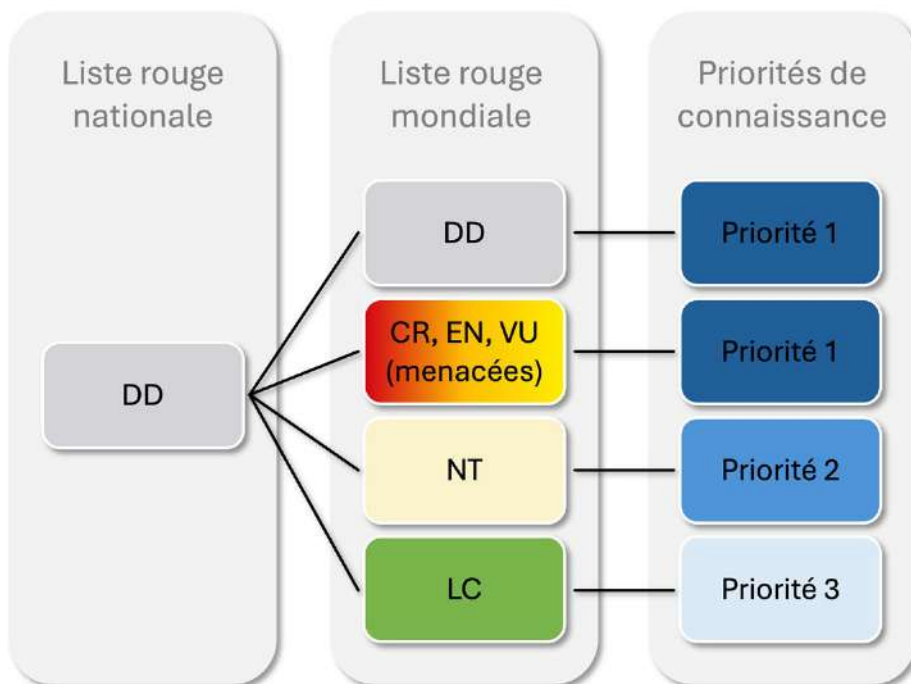 Liste rouge
nationale
Liste rouge
mondiale
Priorités de
connaissance
DD
DD
CR, EN, VU
(menacées)
NT
LC
Priorité 1
Priorité 1
Priorité 2
Priorité 3